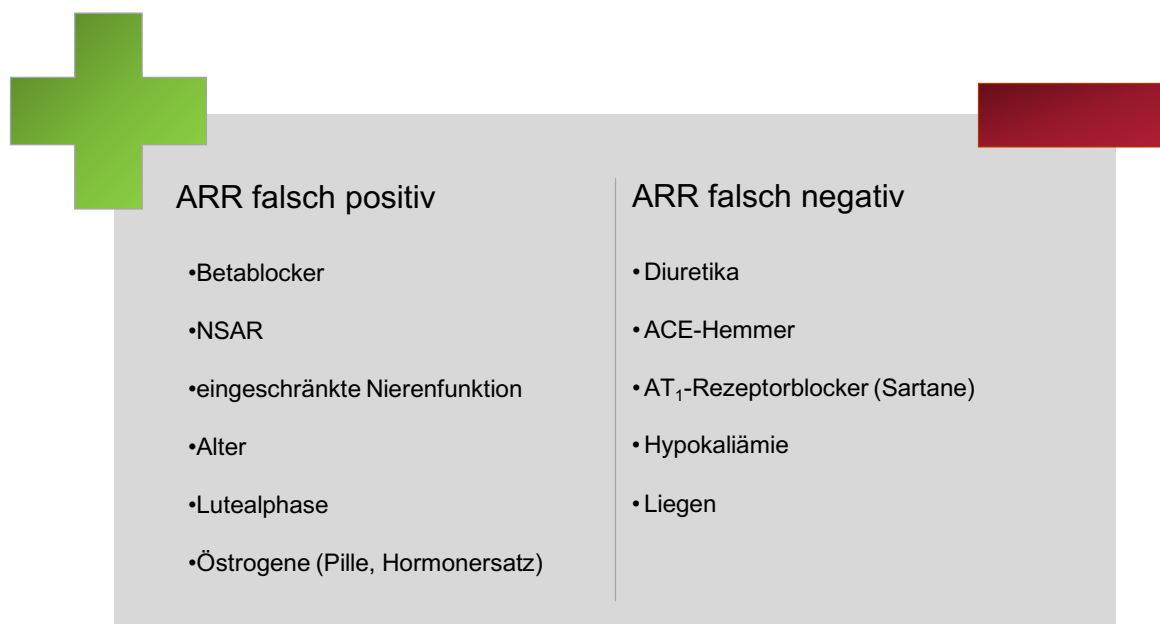 ARR falsch positiv
•Betablocker
•NSAR
•eingeschränkte Nierenfunktion
•Alter
•Lutealphase
•Östrogene (Pille, Hormonersatz)
ARR falsch negativ
•Diuretika
•ACE-Hemmer
•AT₁-Rezeptorblocker (Sartane)
•Hypokaliämie
•Liegen